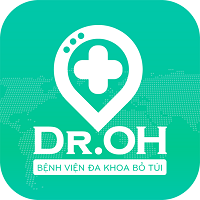 DR.OH
BỆNH VIỆN ĐA KHOA BỎ TÚI